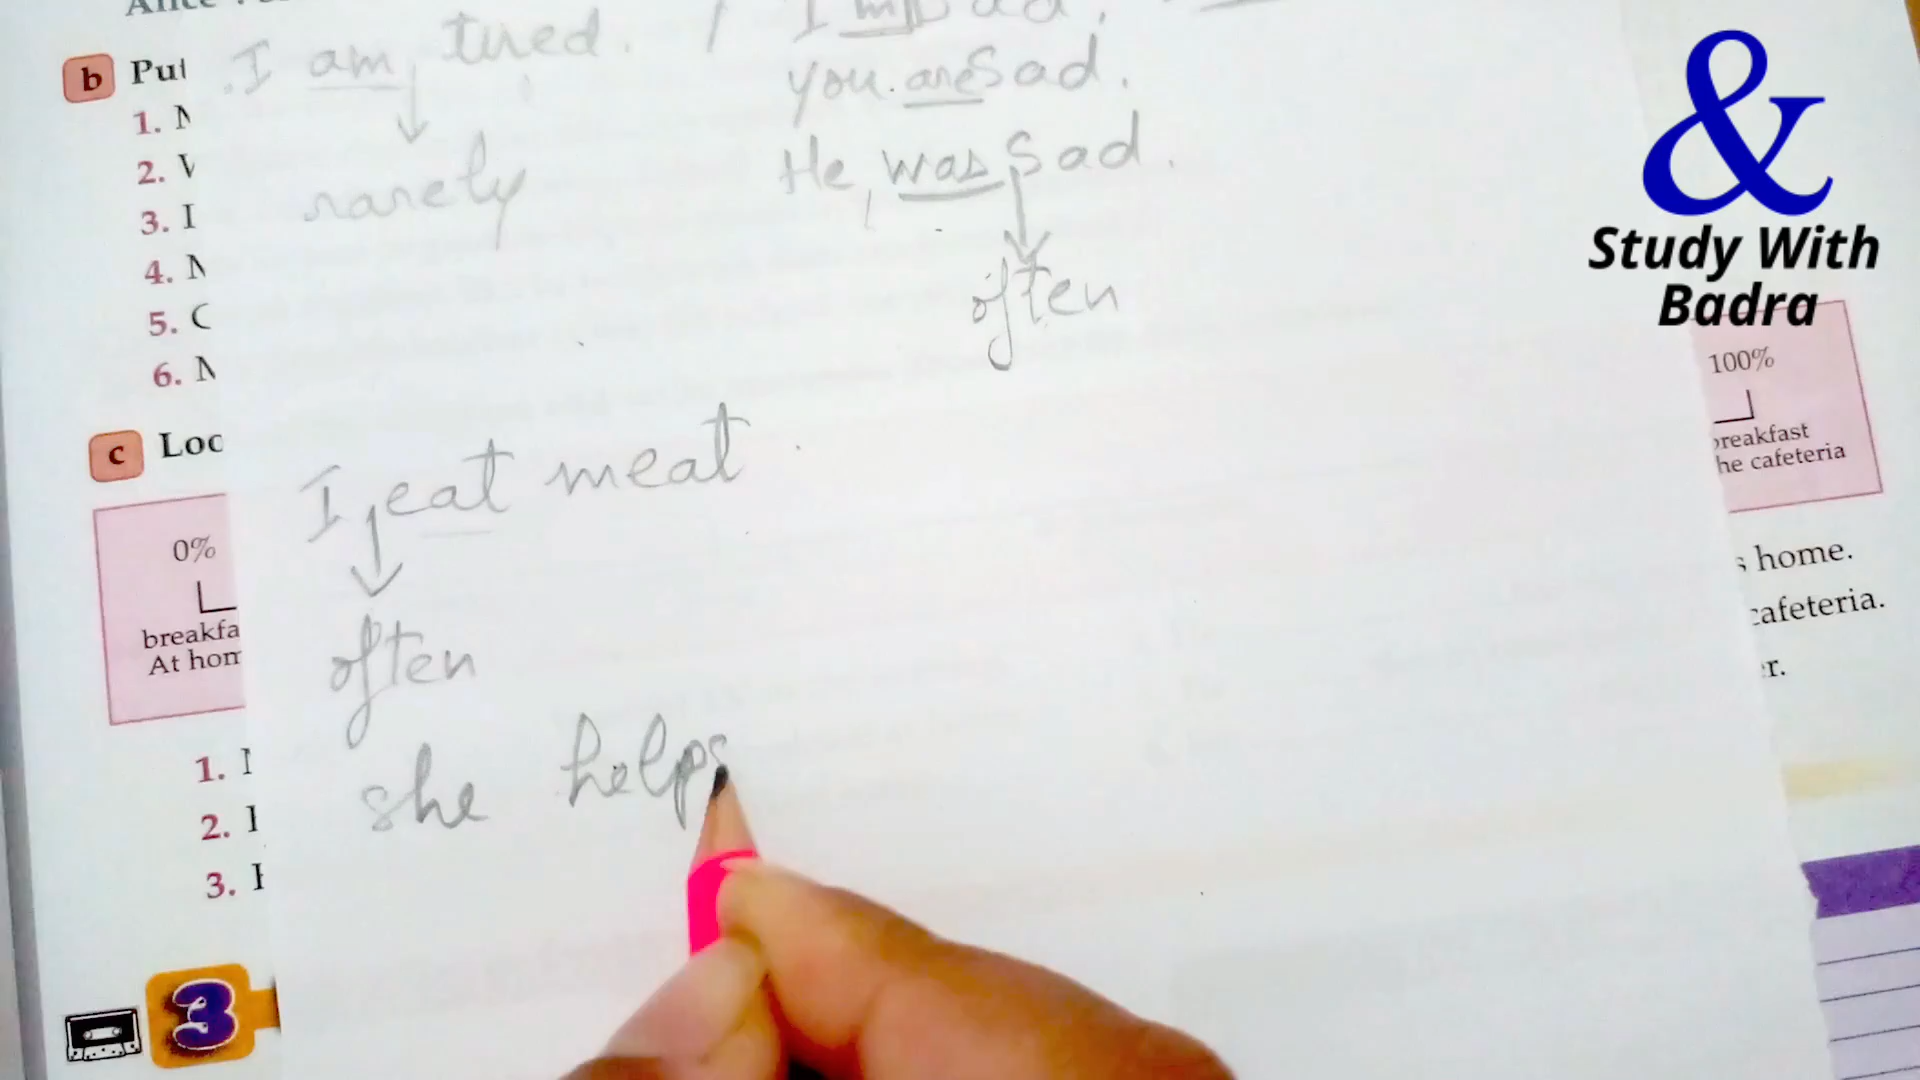 b Put
I am tired. / I
you are sad.
He was sad.
rarely
often
I eat meat.
often
she helps
&
Study With
Badra
1. N
2. V
3. I
4. N
5. C
6. N
c Loc
0%
breakfa
At hom
100%
breakfast
he cafeteria
s home.
cafeteria.
r.
1.
2.
3.
3